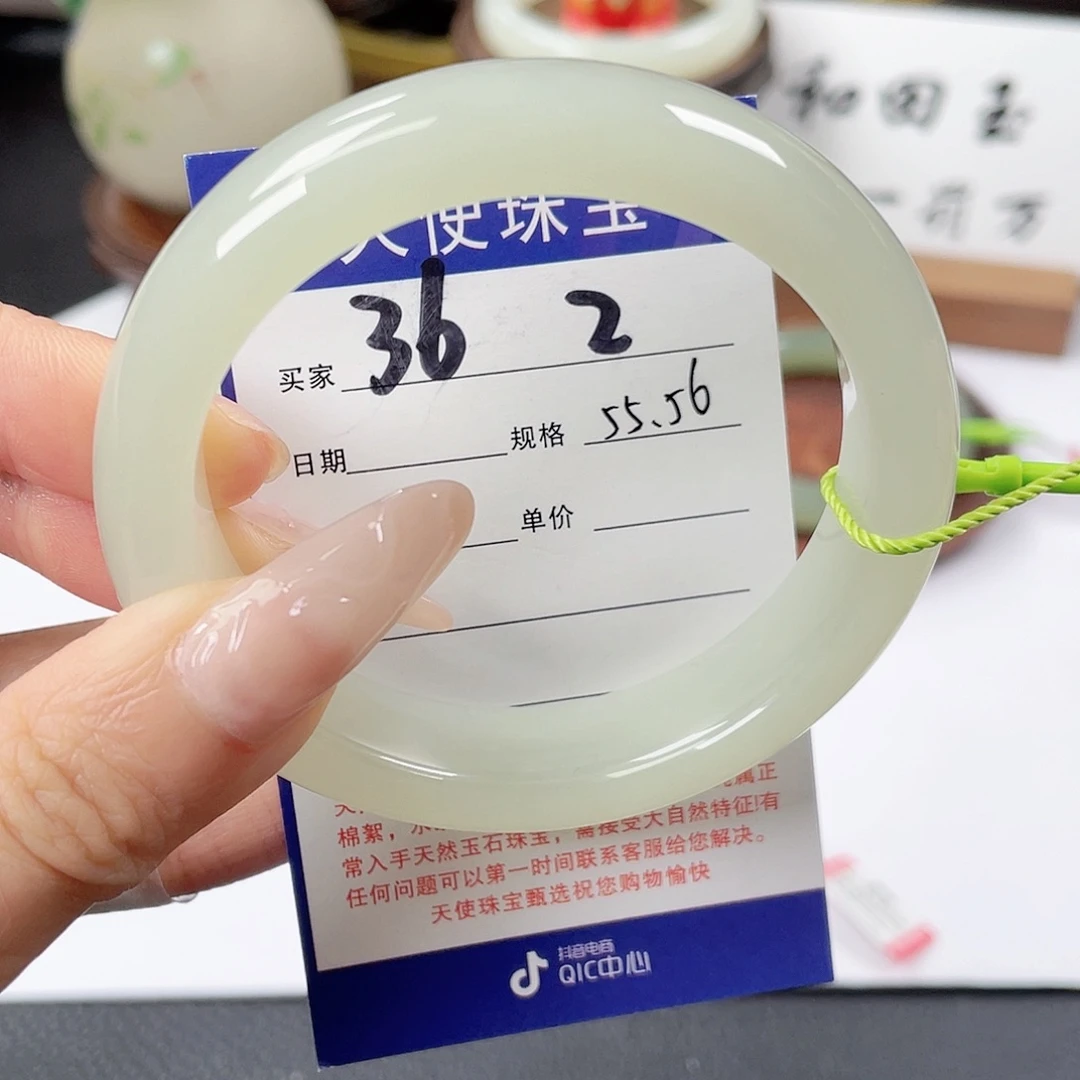 和田玉
万
天使珠宝
36 2
买家
规格 55.56
日期
单价
属正
棉絮，
需接受大自然特征!有
常入手天然玉石珠宝，
任何问题可以第一时间联系客服给您解决。
天使珠宝甄选祝您购物愉快
抖音电商
QIC中心